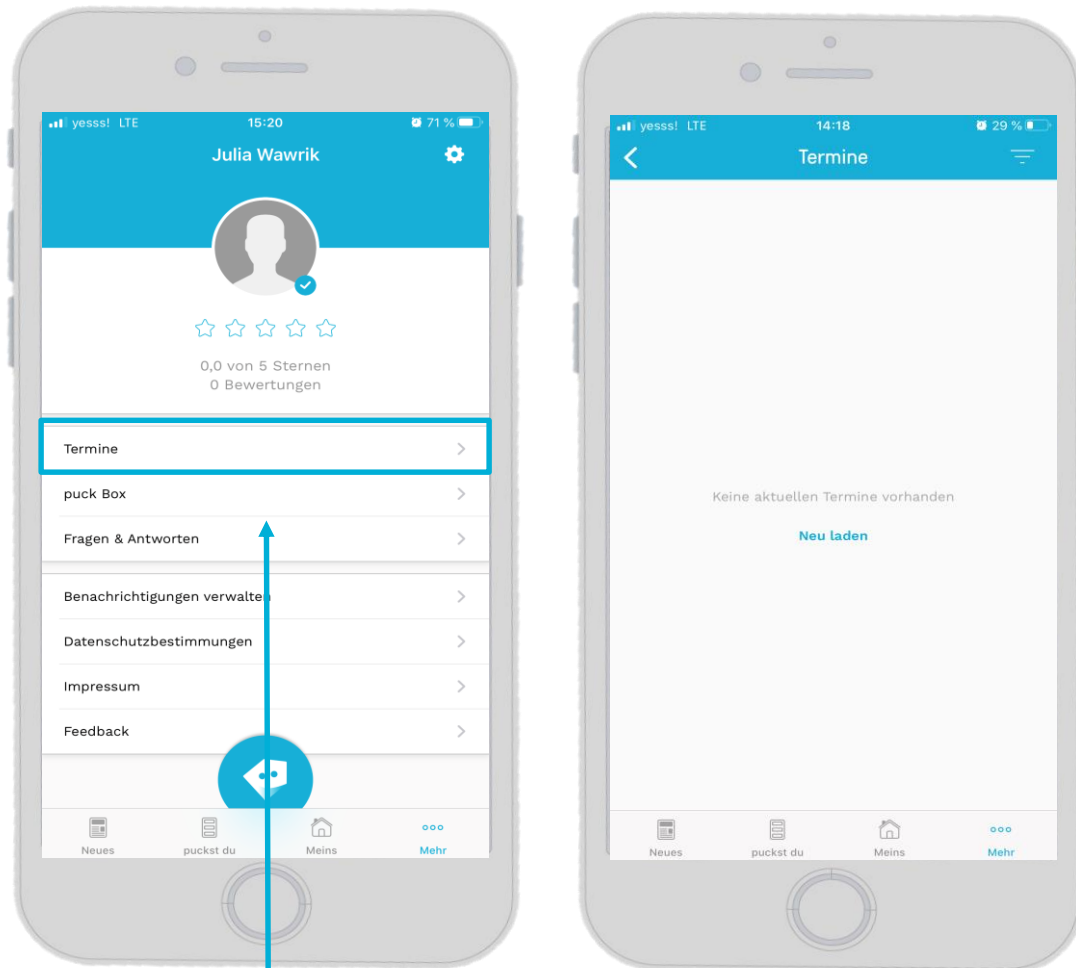 yesss! LTE 15:20 71 %
Julia Wawrik
0,0 von 5 Sternen
0 Bewertungen
Termine
puck Box
Fragen & Antworten
Benachrichtigungen verwalten
Datenschutzbestimmungen
Impressum
Feedback
Neues puckst du Meins Mehr
yesss! LTE 14:18 29 %
Termine
Keine aktuellen Termine vorhanden
Neu laden
Neues puckst du Meins Mehr